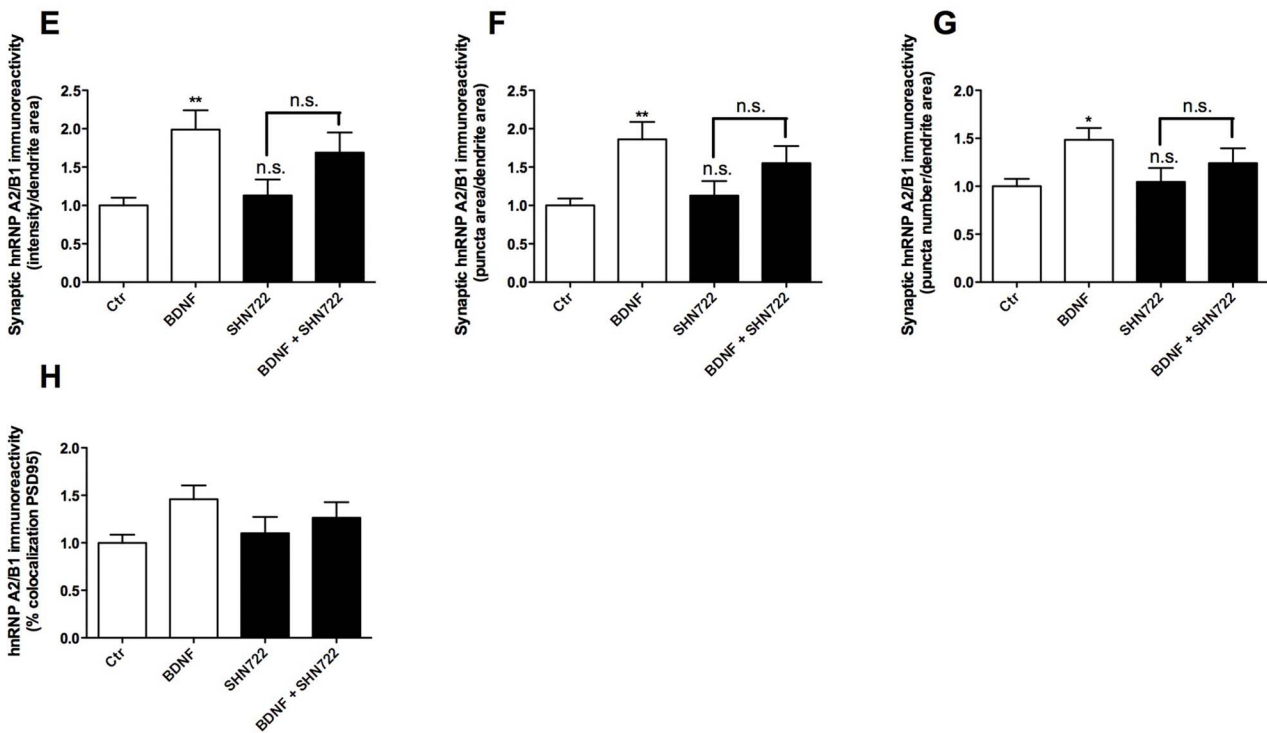 E
Synaptic hnRNP A2/B1 immunoreactivity
(intensity/dendrite area)
2.5
2.0
1.5
1.0
0.5
0.0
**
n.s.
n.s.
Ctr
BDNF
SHN722
BDNF + SHN722
F
Synaptic hnRNP A2/B1 immunoreactivity
(puncta area/dendrite area)
2.5
2.0
1.5
1.0
0.5
0.0
**
n.s.
n.s.
Ctr
BDNF
SHN722
BDNF + SHN722
G
Synaptic hnRNP A2/B1 immunoreactivity
(puncta number/dendrite area)
2.0
1.5
1.0
0.5
0.0
*
n.s.
n.s.
Ctr
BDNF
SHN722
BDNF + SHN722
H
hnRNP A2/B1 immunoreactivity
(% colocalization PSD95)
2.0
1.5
1.0
0.5
0.0
Ctr
BDNF
SHN722
BDNF + SHN722